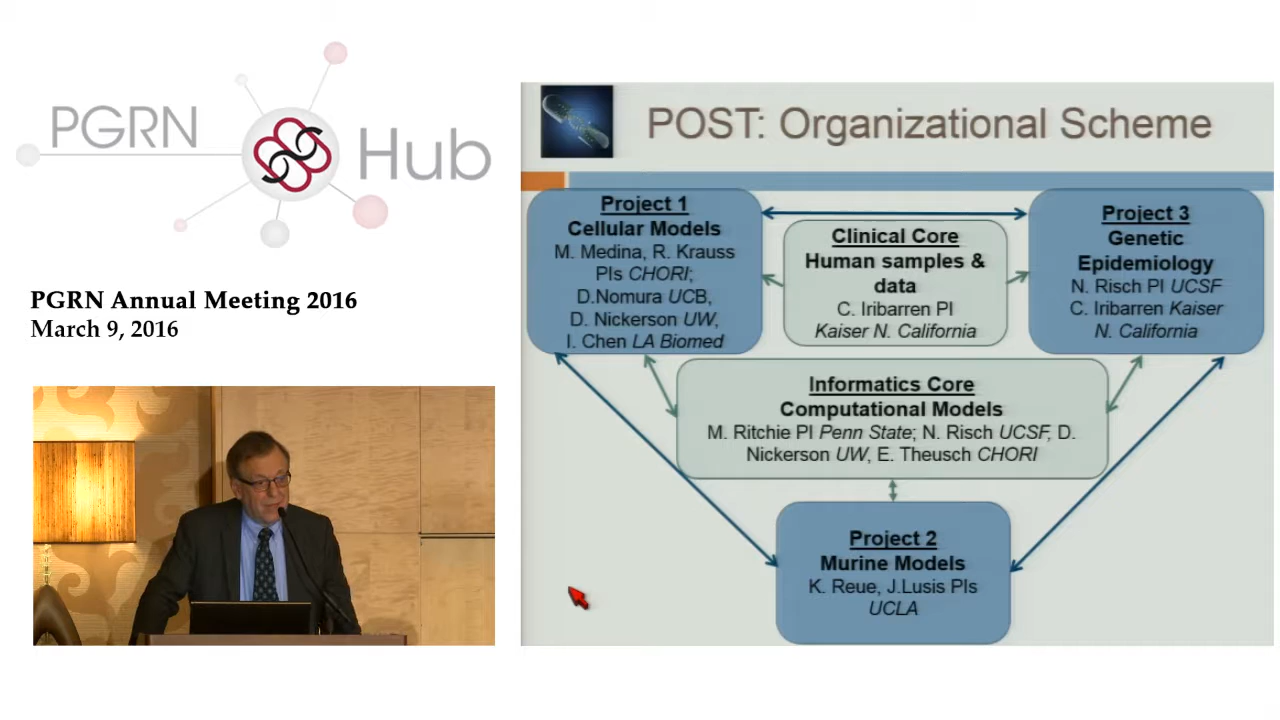 PGRN
Hub
PGRN Annual Meeting 2016
March 9, 2016
POST: Organizational Scheme
Project 1
Cellular Models
M. Medina, R. Krauss
PIs CHORI;
D.Nomura UCB,
D. Nickerson UW,
I. Chen LA Biomed
Clinical Core
Human samples &
data
C. Iribarren PI
Kaiser N. California
Project 3
Genetic
Epidemiology
N. Risch PI UCSF
C. Iribarren Kaiser
N. California
Informatics Core
Computational Models
M. Ritchie PI Penn State; N. Risch UCSF, D.
Nickerson UW, E. Theusch CHORI
Project 2
Murine Models
K. Reue, J.Lusis PIs
UCLA